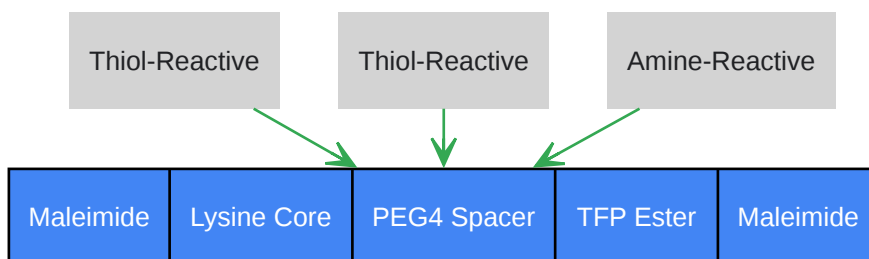 Thiol-Reactive Thiol-Reactive Amine-Reactive
Maleimide Lysine Core PEG4 Spacer TFP Ester Maleimide